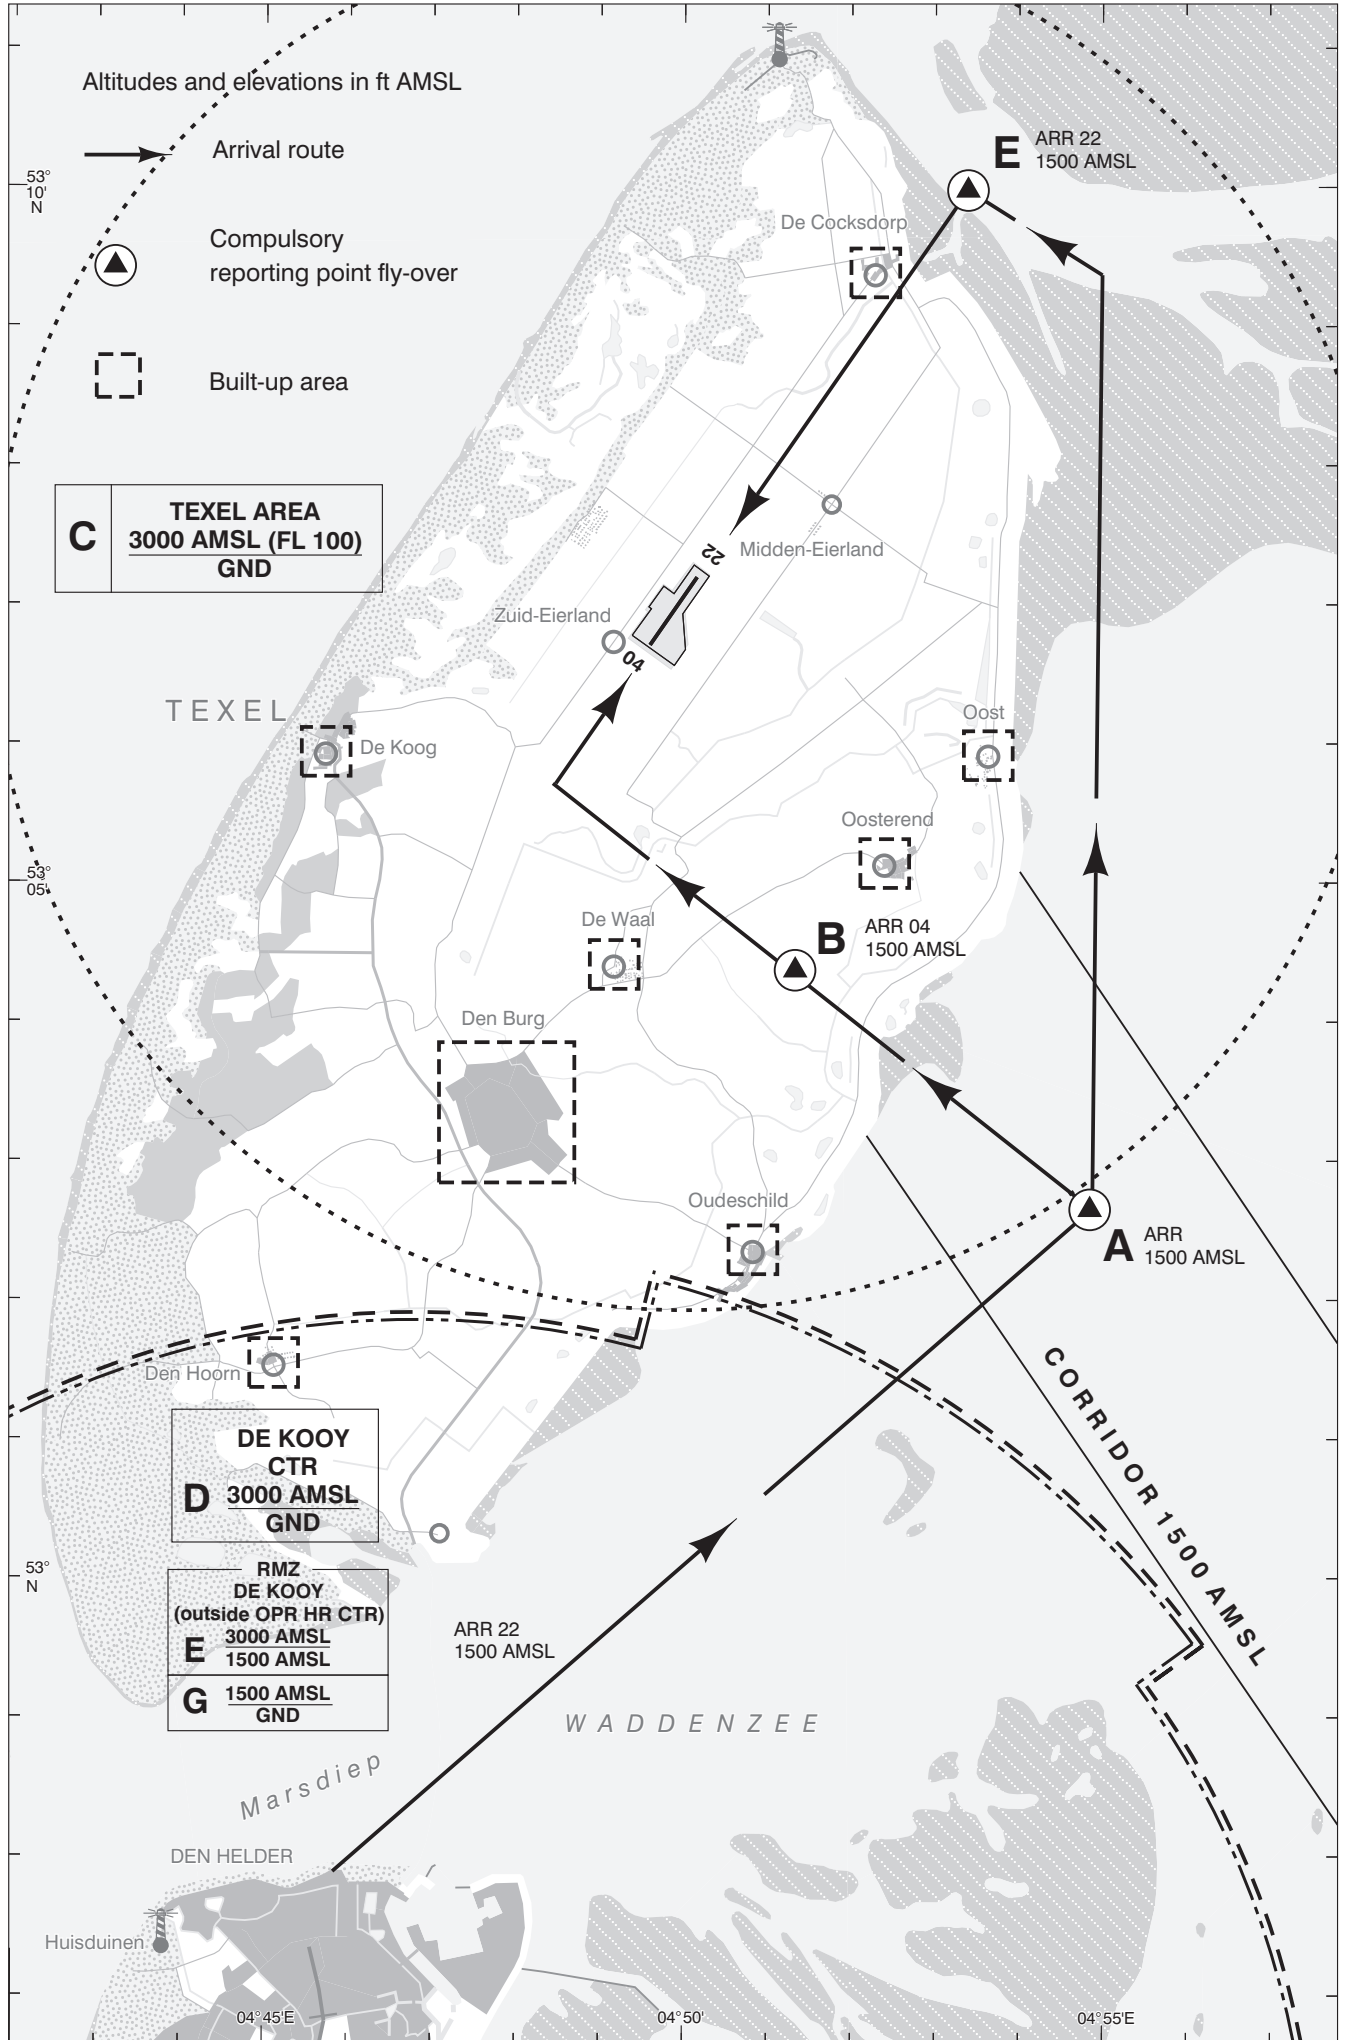 Altitudes and elevations in ft AMSL
Arrival route
Compulsory
reporting point fly-over
Built-up area
53°
10'
N
E
ARR 22
1500 AMSL
De Cocksdorp
C
TEXEL AREA
3000 AMSL (FL 100)
GND
22
Midden-Eierland
Zuid-Eierland
04
TEXEL
De Koog
Oost
Oosterend
53°
05'
De Waal
B
ARR 04
1500 AMSL
Den Burg
Oudeschild
A
ARR
1500 AMSL
Den Hoorn
DE KOOY
CTR
D
3000 AMSL
GND
CORRIDOR 1500 AMSL
53°
N
RMZ
DE KOOY
(outside OPR HR CTR)
E
3000 AMSL
1500 AMSL
G
1500 AMSL
GND
ARR 22
1500 AMSL
WADDENZEE
Marsdiep
DEN HELDER
Huisduinen
04°45'E
04°50'
04°55'E